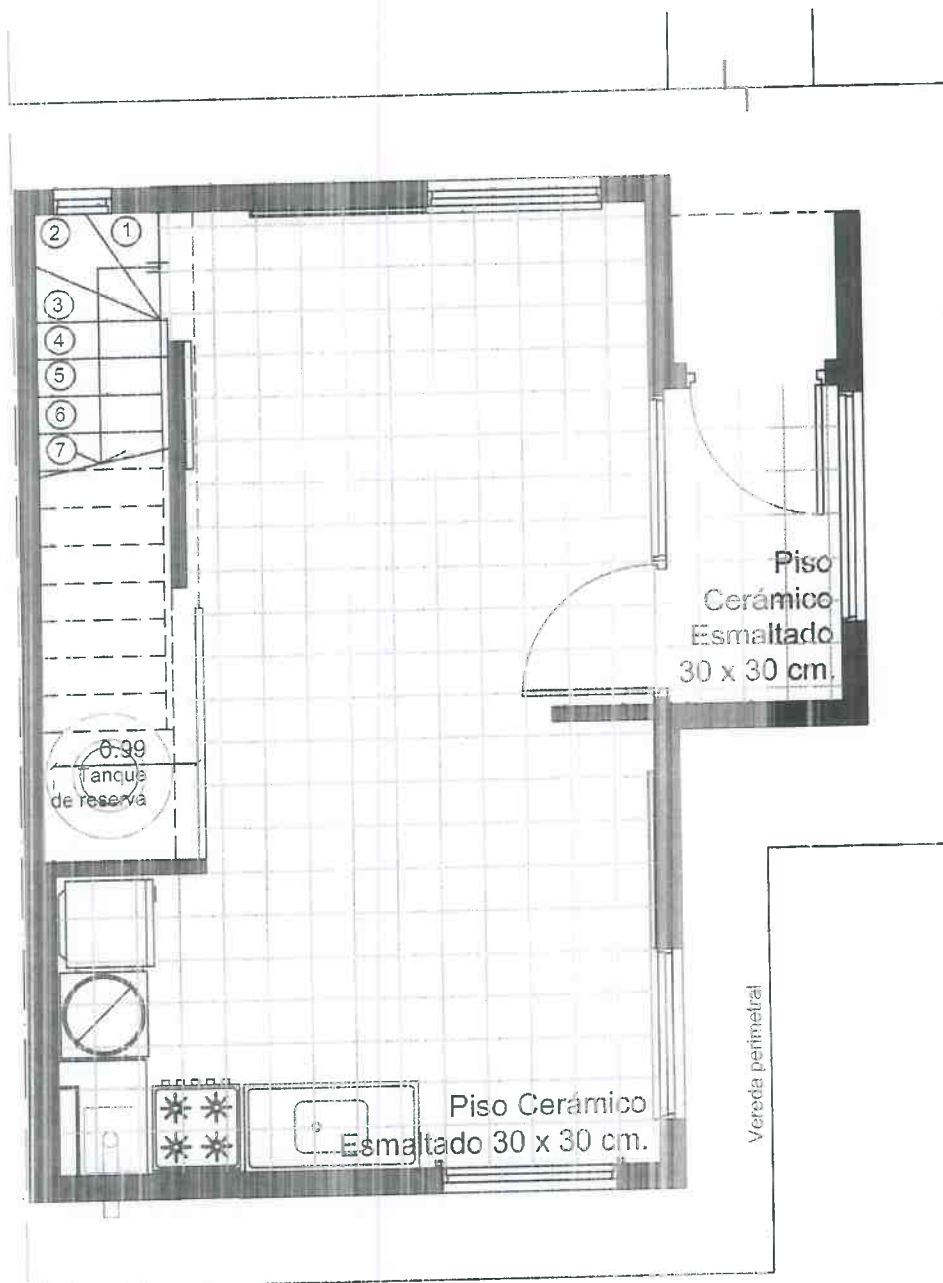 2
1
3
4
5
6
7
Piso
Cerámico
Esmaltado
30 x 30 cm.
0.99
Tanque
de reserva
Vereda perimetral
Piso Cerámico
Esmaltado 30 x 30 cm.